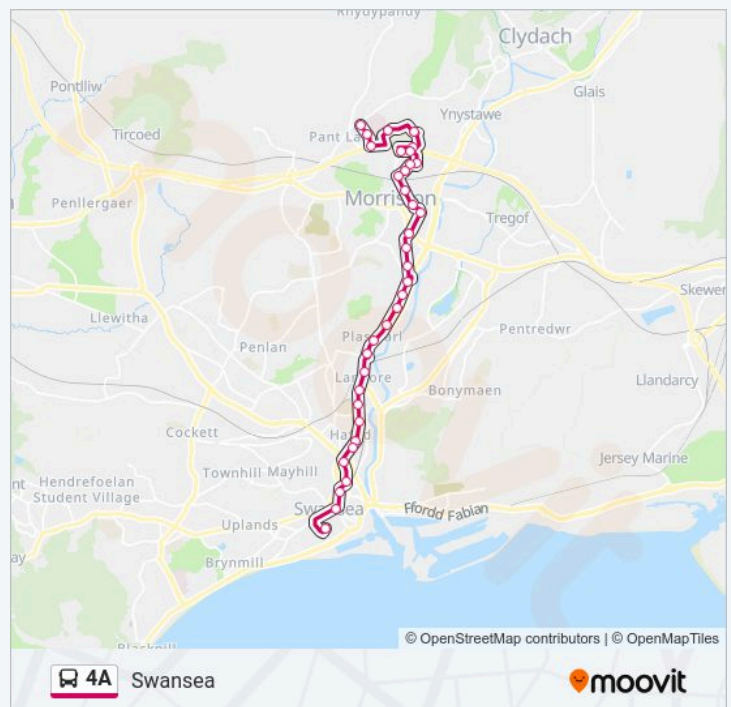 Rhydypandy
Clydach
Pontlliw
Glais
Ynystawe
Tircoed
Pant La
Penllergaer
Morriston
Tregof
Skewen
Llewitha
Plasmarl
Pentredwr
Penlan
Landore
Llandarcy
Bonymaen
Cockett
Hafod
Jersey Marine
Townhill Mayhill
Hendrefoelan
Student Village
Swansea
Ffordd Fabian
Uplands
Brynmill
© OpenStreetMap contributors | © OpenMapTiles
4A Swansea
moovit